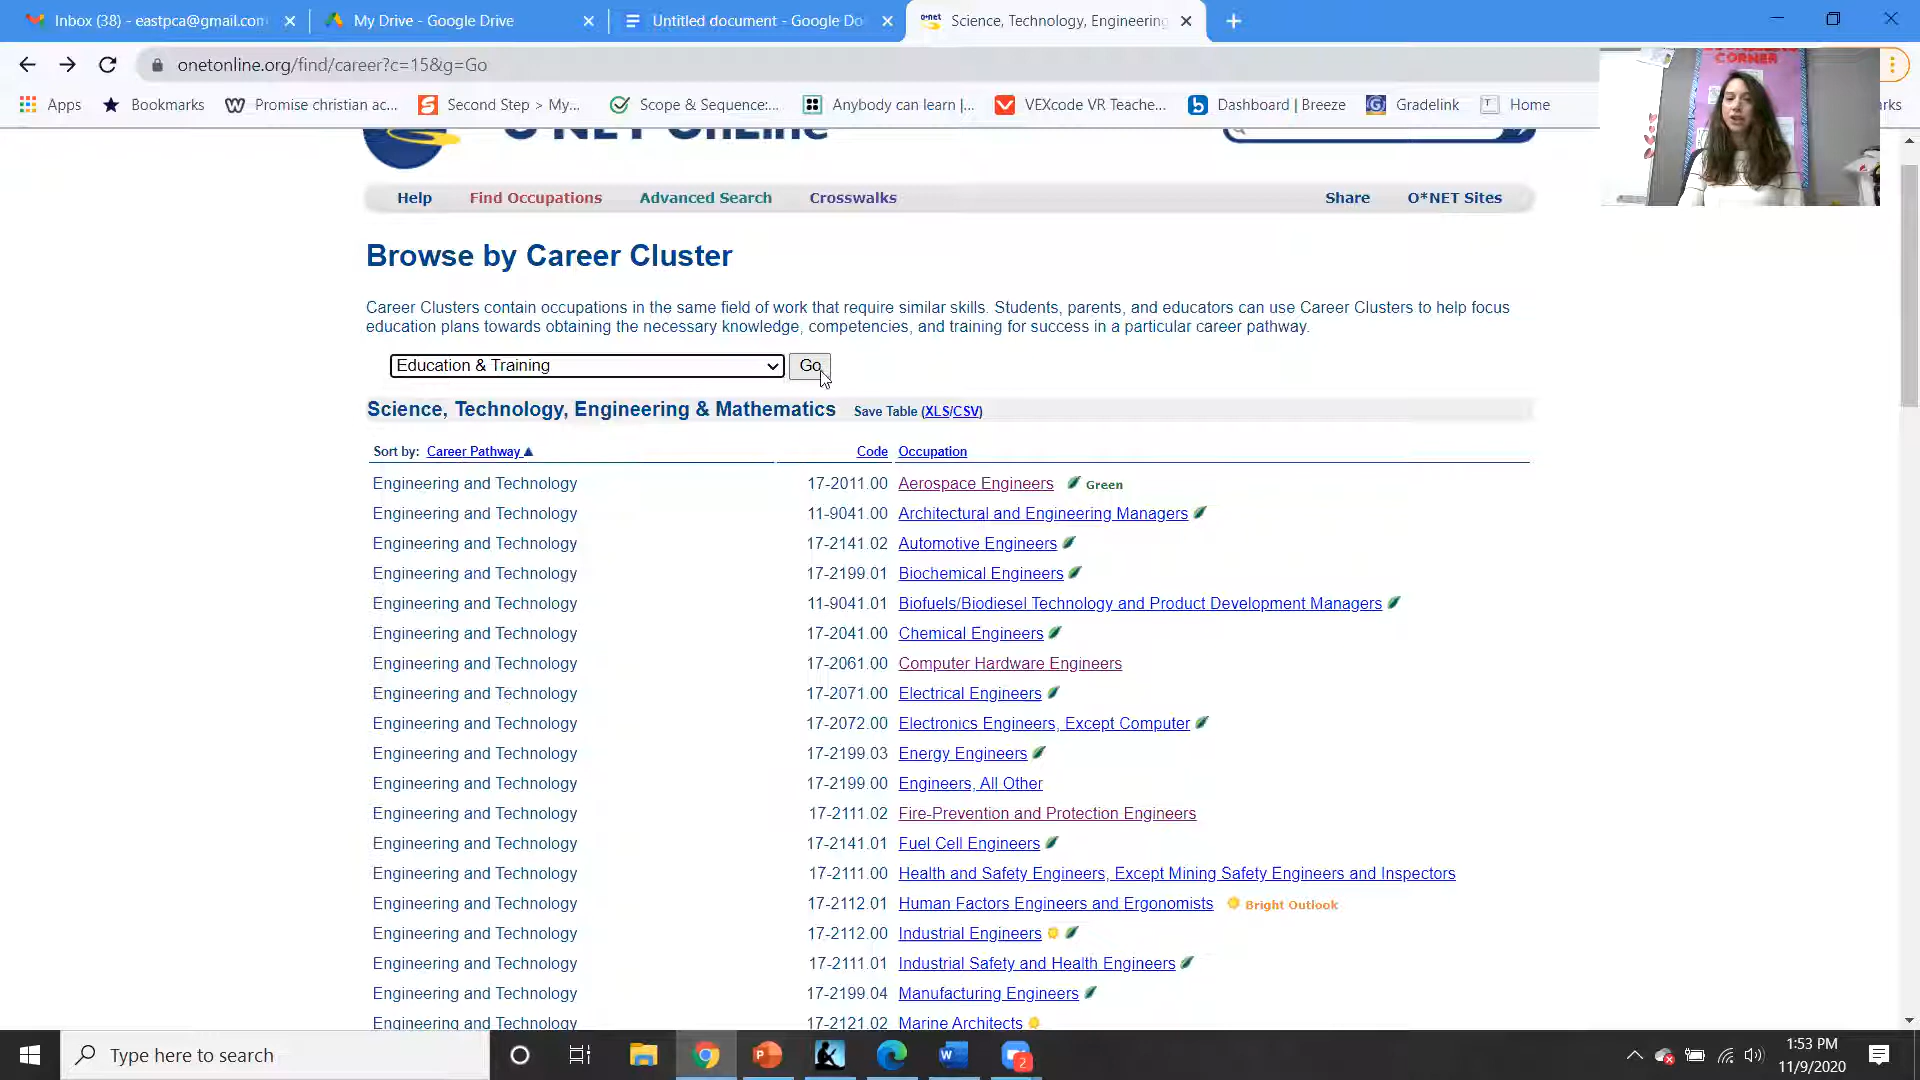 Inbox (38) - eastpca@gmail.com
My Drive - Google Drive
Untitled document - Google Do
o*net Science, Technology, Engineering
onetonline.org/find/career?c=15&g=Go
Apps
Bookmarks
Promise christian ac...
Second Step > My...
Scope & Sequence:...
Anybody can learn |...
VEXcode VR Teache...
Dashboard | Breeze
Gradelink
Home
CORNER
O*NET OnLine
Help Find Occupations Advanced Search Crosswalks Share O*NET Sites
Browse by Career Cluster
Career Clusters contain occupations in the same field of work that require similar skills. Students, parents, and educators can use Career Clusters to help focus
education plans towards obtaining the necessary knowledge, competencies, and training for success in a particular career pathway.
Education & Training Go
Science, Technology, Engineering & Mathematics Save Table (XLS/CSV)
Sort by: Career Pathway▲ Code Occupation
Engineering and Technology 17-2011.00 Aerospace Engineers Green
Engineering and Technology 11-9041.00 Architectural and Engineering Managers
Engineering and Technology 17-2141.02 Automotive Engineers
Engineering and Technology 17-2199.01 Biochemical Engineers
Engineering and Technology 11-9041.01 Biofuels/Biodiesel Technology and Product Development Managers
Engineering and Technology 17-2041.00 Chemical Engineers
Engineering and Technology 17-2061.00 Computer Hardware Engineers
Engineering and Technology 17-2071.00 Electrical Engineers
Engineering and Technology 17-2072.00 Electronics Engineers, Except Computer
Engineering and Technology 17-2199.03 Energy Engineers
Engineering and Technology 17-2199.00 Engineers, All Other
Engineering and Technology 17-2111.02 Fire-Prevention and Protection Engineers
Engineering and Technology 17-2141.01 Fuel Cell Engineers
Engineering and Technology 17-2111.00 Health and Safety Engineers, Except Mining Safety Engineers and Inspectors
Engineering and Technology 17-2112.01 Human Factors Engineers and Ergonomists Bright Outlook
Engineering and Technology 17-2112.00 Industrial Engineers
Engineering and Technology 17-2111.01 Industrial Safety and Health Engineers
Engineering and Technology 17-2199.04 Manufacturing Engineers
Engineering and Technology 17-2121.02 Marine Architects
Type here to search
2
1:53 PM
11/9/2020